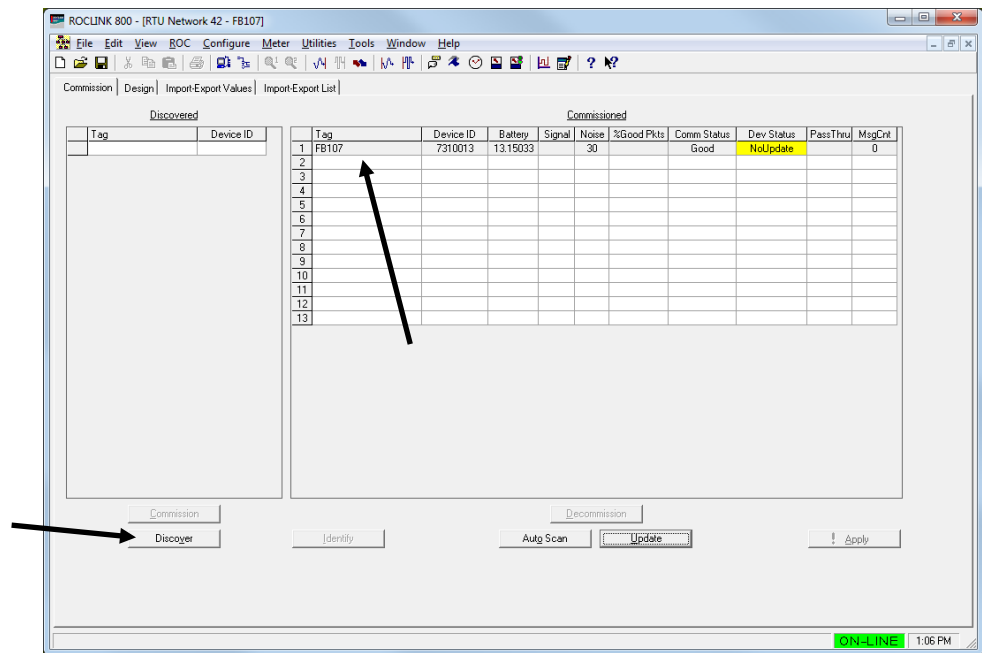 ROCLINK 800 - [RTU Network 42 - FB107]
File Edit View ROC Configure Meter Utilities Tools Window Help
Commission Design Import-Export Values Import-Export List
Discovered
Commissioned
Tag Device ID
Tag Device ID Battery Signal Noise %Good Pkts Comm Status Dev Status PassThru MsgCnt
1 FB107 7310013 13.15033 30 Good NoUpdate 0
2
3
4
5
6
7
8
9
10
11
12
13
Commission
Decommission
Discover Identify Auto Scan Update ! Apply
ON-LINE 1:06 PM